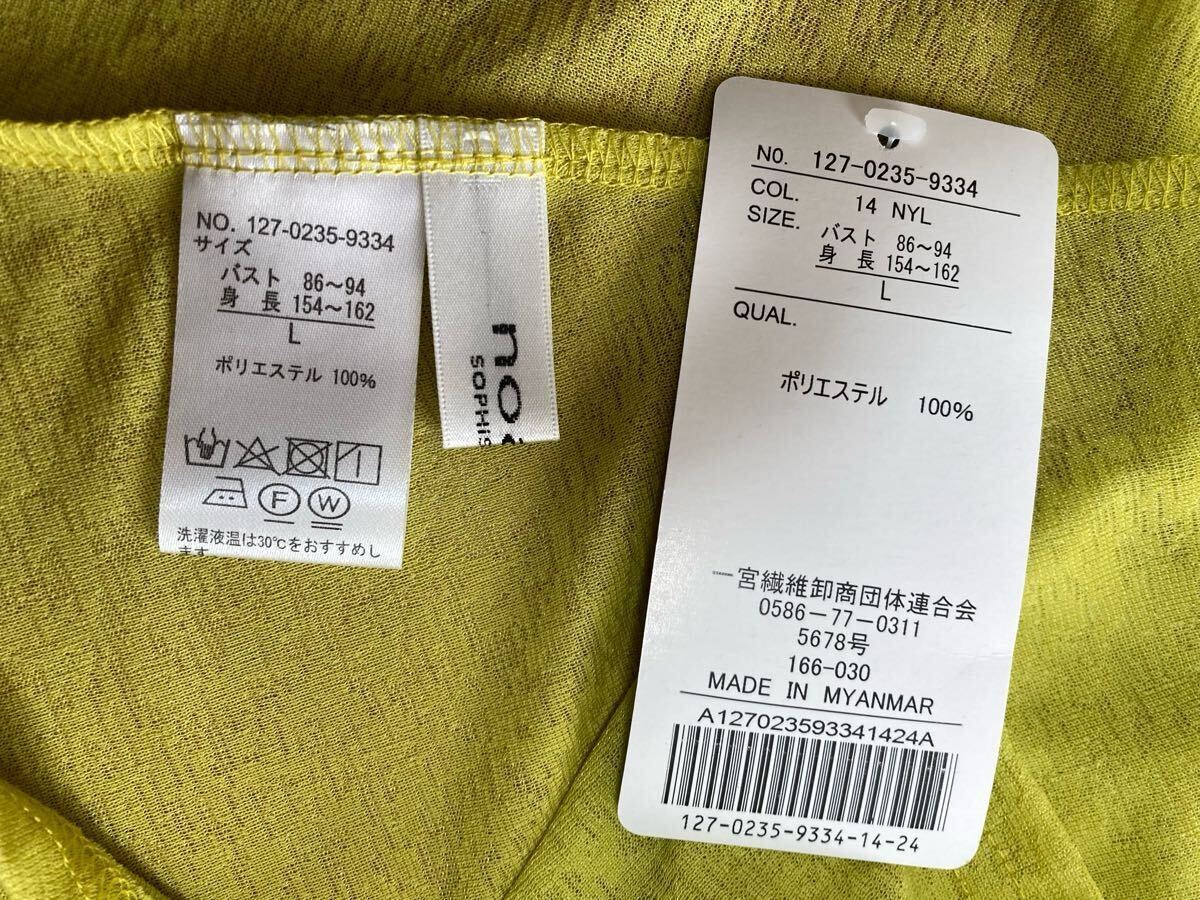 NO. 127-0235-9334
サイズ
バスト 86～94
身 長 154～162
L
ポリエステル 100%
F W
洗濯液温は30℃をおすすめし
ます
no
SOPHIS
NO. 127-0235-9334
COL. 14 NYL
SIZE. バスト 86～94
身 長 154～162
L
QUAL.
ポリエステル 100%
一宮繊維卸商団体連合会
0586-77-0311
5678号
166-030
MADE IN MYANMAR
A127023593341424A
127-0235-9334-14-24